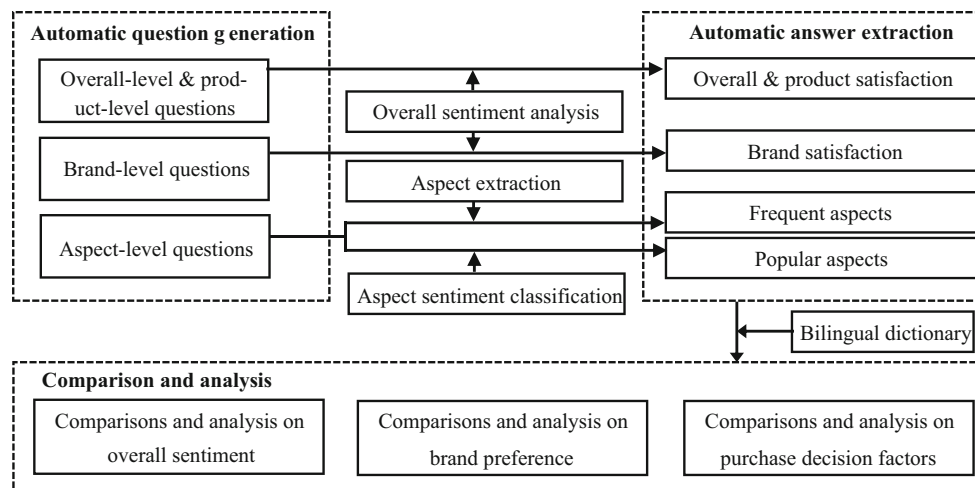 Automatic question g eneration
Automatic answer extraction
Overall-level & prod-
uct-level questions
Overall sentiment analysis
Overall & product satisfaction
Brand-level questions
Brand satisfaction
Aspect extraction
Aspect-level questions
Frequent aspects
Popular aspects
Aspect sentiment classification
Bilingual dictionary
Comparison and analysis
Comparisons and analysis on
overall sentiment
Comparisons and analysis on
brand preference
Comparisons and analysis on
purchase decision factors